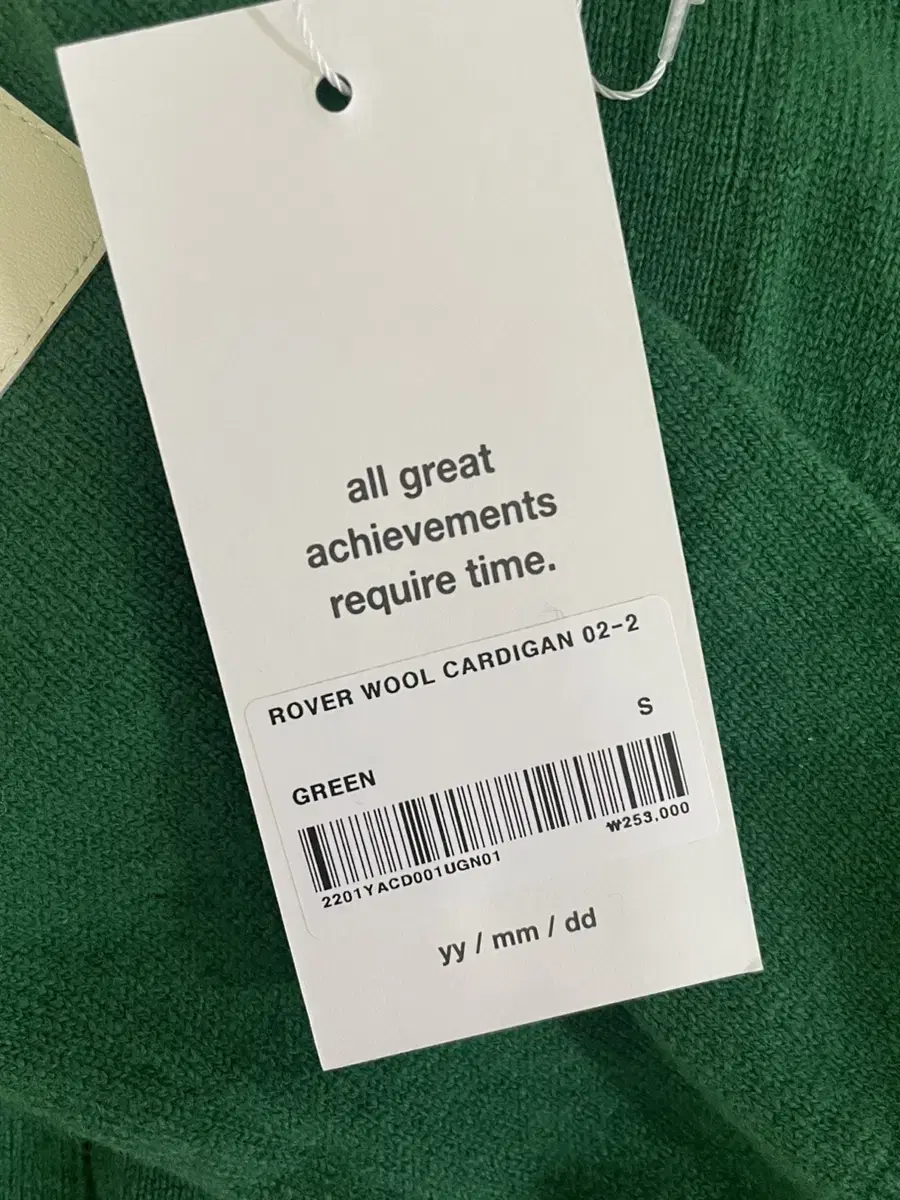 all great
achievements
require time.
ROVER WOOL CARDIGAN 02-2
S
GREEN
2201YACD001UGN01
₩253.000
yy / mm / dd